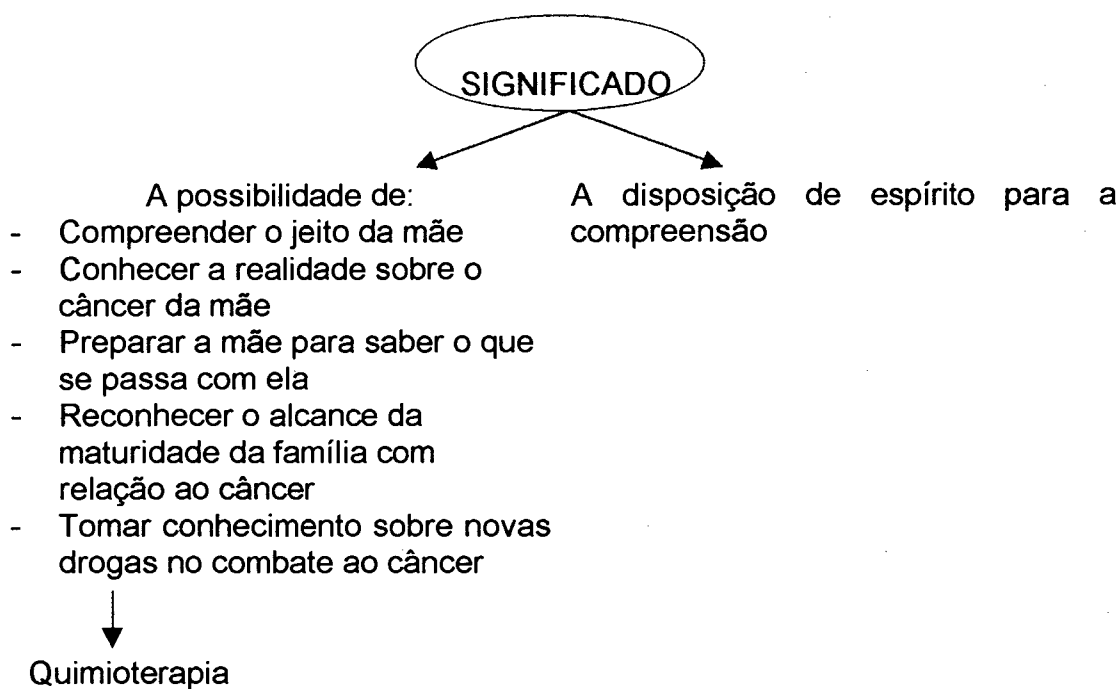 SIGNIFICADO
A possibilidade de:
- Compreender o jeito da mãe
- Conhecer a realidade sobre o
câncer da mãe
- Preparar a mãe para saber o que
se passa com ela
- Reconhecer o alcance da
maturidade da família com
relação ao câncer
- Tomar conhecimento sobre novas
drogas no combate ao câncer
Quimioterapia
A disposição de espírito para a
compreensão